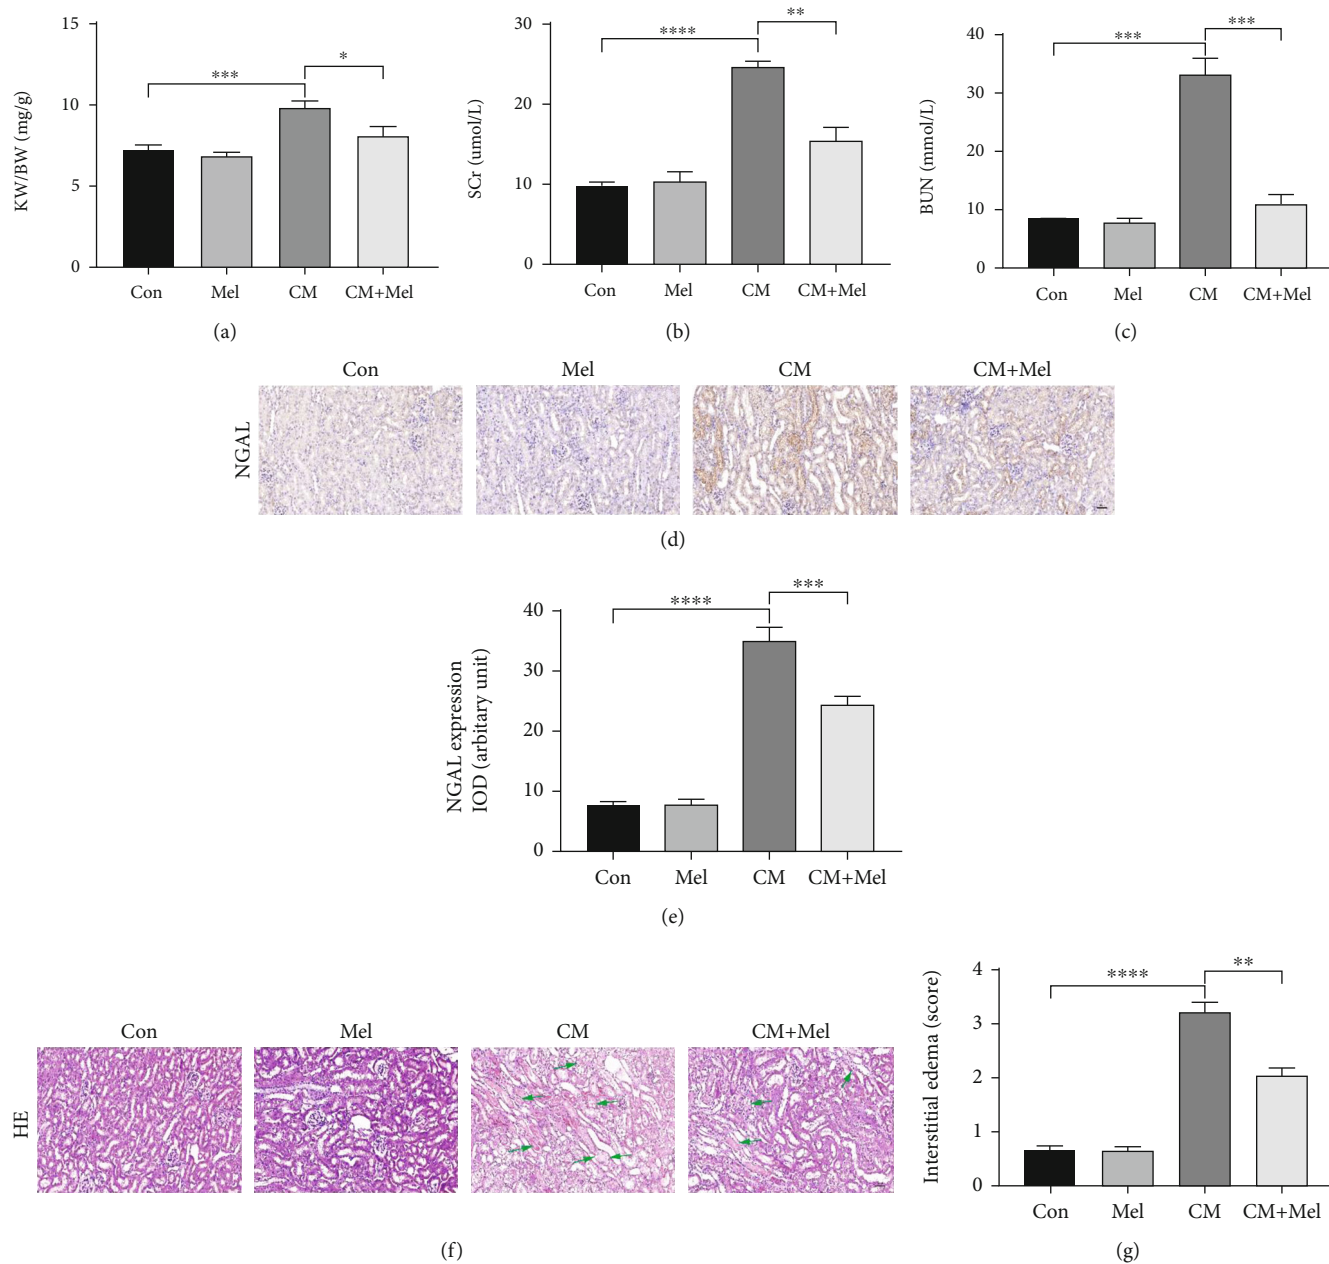 KW/BW (mg/g)
15
10
5
0
***
*
Con Mel CM CM+Mel
(a)
SCr (umol/L)
30
20
10
0
****
**
Con Mel CM CM+Mel
(b)
BUN (mmol/L)
40
30
20
10
0
***
***
Con Mel CM CM+Mel
(c)
Con Mel CM CM+Mel
NGAL
(d)
NGAL expression
IOD (arbitary unit)
40
30
20
10
0
****
***
Con Mel CM CM+Mel
(e)
Con Mel CM CM+Mel
HE
(f)
Interstitial edema (score)
4
3
2
1
0
****
**
Con Mel CM CM+Mel
(g)